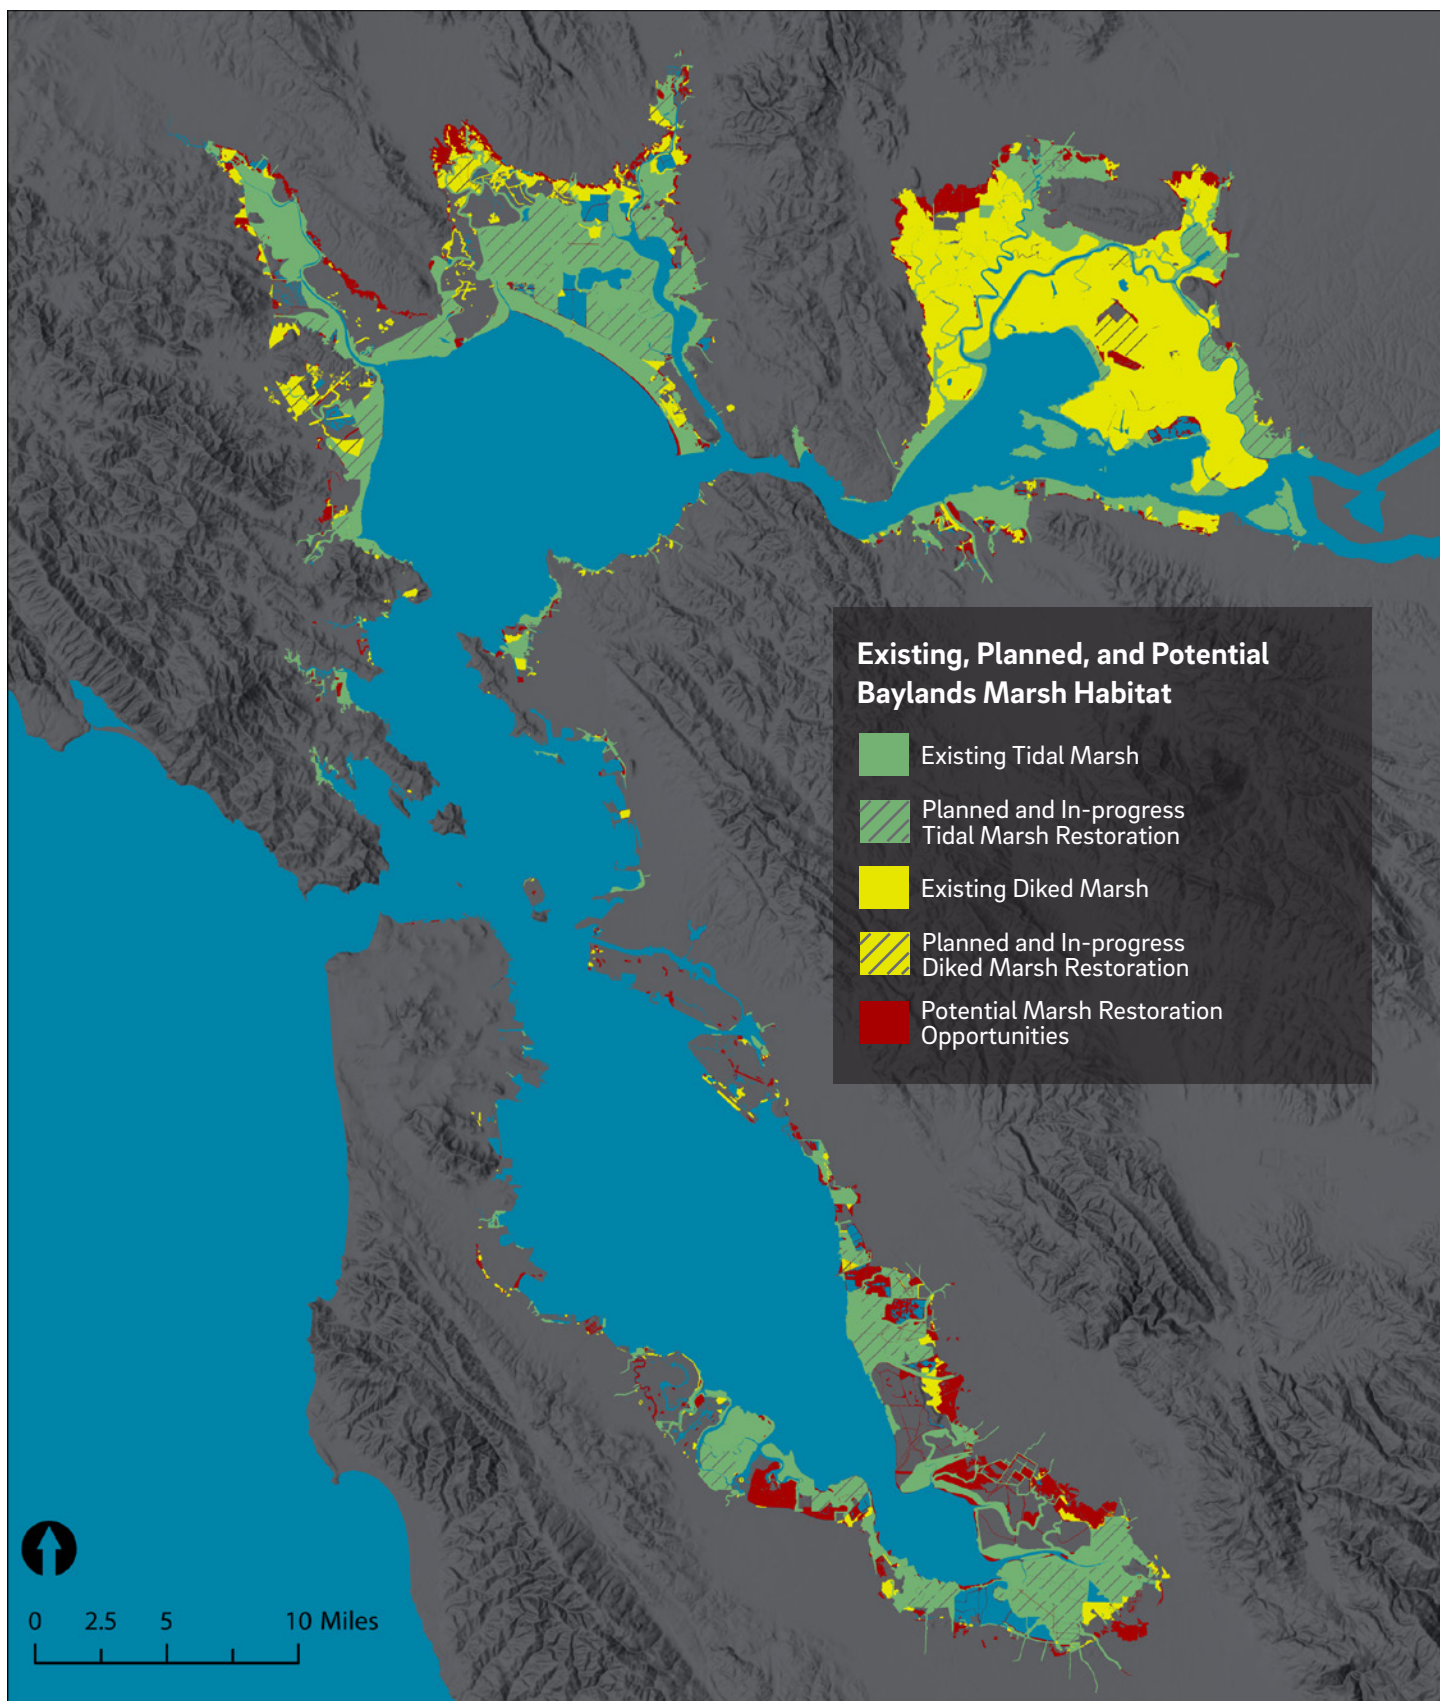 Existing, Planned, and Potential
Baylands Marsh Habitat
Existing Tidal Marsh
Planned and In-progress
Tidal Marsh Restoration
Existing Diked Marsh
Planned and In-progress
Diked Marsh Restoration
Potential Marsh Restoration
Opportunities
0 2.5 5 10 Miles